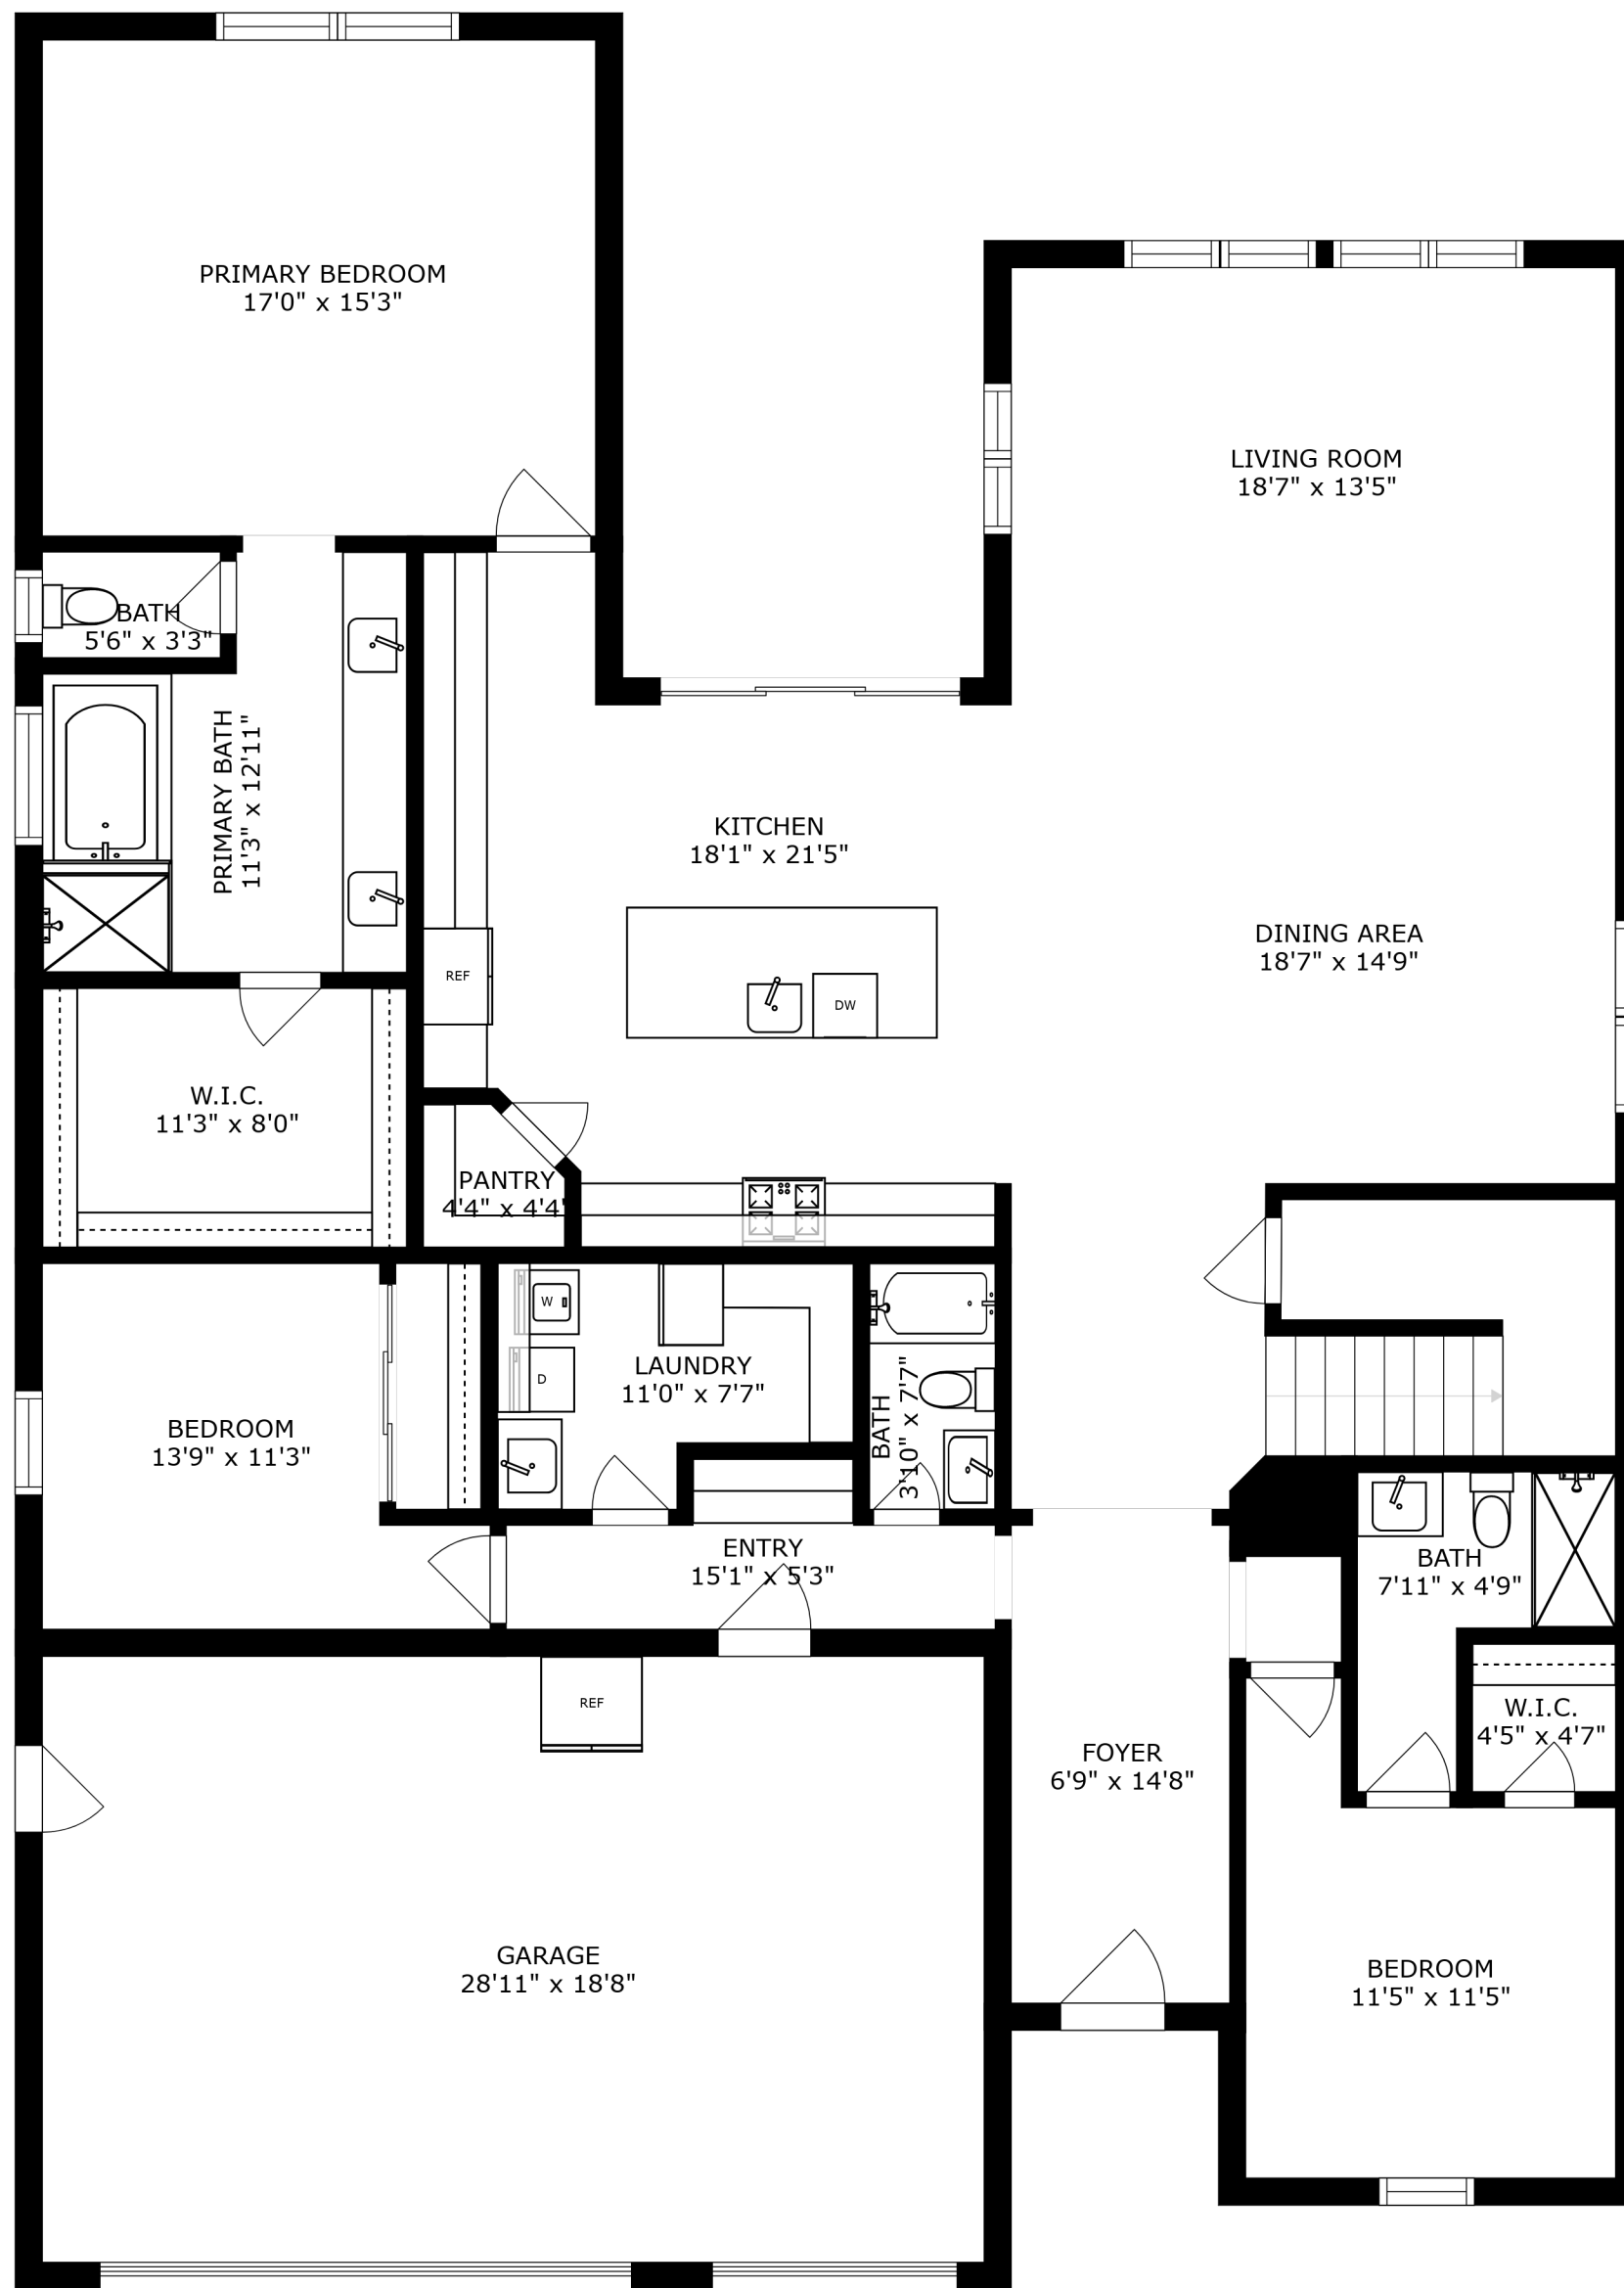 PRIMARY BEDROOM
17'0" x 15'3"
LIVING ROOM
18'7" x 13'5"
BATH
5'6" x 3'3"
PRIMARY BATH
11'3" x 12'11"
KITCHEN
18'1" x 21'5"
DINING AREA
18'7" x 14'9"
REF
DW
W.I.C.
11'3" x 8'0"
PANTRY
4'4" x 4'4"
W
D
LAUNDRY
11'0" x 7'7"
BATH
3'10" x 7'7"
BEDROOM
13'9" x 11'3"
ENTRY
15'1" x 5'3"
BATH
7'11" x 4'9"
REF
W.I.C.
4'5" x 4'7"
FOYER
6'9" x 14'8"
GARAGE
28'11" x 18'8"
BEDROOM
11'5" x 11'5"